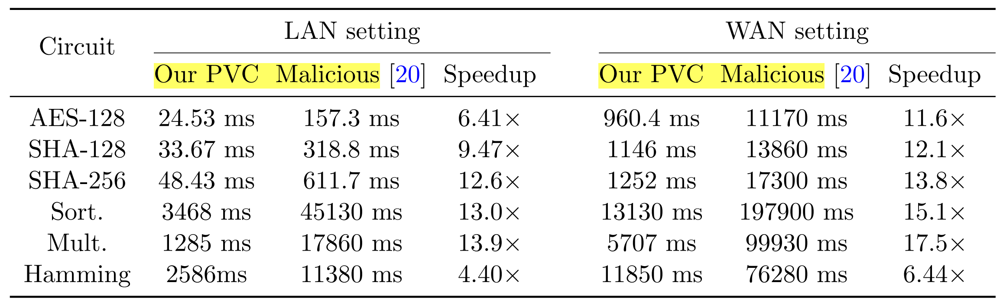 LAN setting WAN setting
Circuit
Our PVC Malicious [20] Speedup Our PVC Malicious [20] Speedup
AES-128 24.53 ms 157.3 ms 6.41× 960.4 ms 11170 ms 11.6×
SHA-128 33.67 ms 318.8 ms 9.47× 1146 ms 13860 ms 12.1×
SHA-256 48.43 ms 611.7 ms 12.6× 1252 ms 17300 ms 13.8×
Sort. 3468 ms 45130 ms 13.0× 13130 ms 197900 ms 15.1×
Mult. 1285 ms 17860 ms 13.9× 5707 ms 99930 ms 17.5×
Hamming 2586ms 11380 ms 4.40× 11850 ms 76280 ms 6.44×